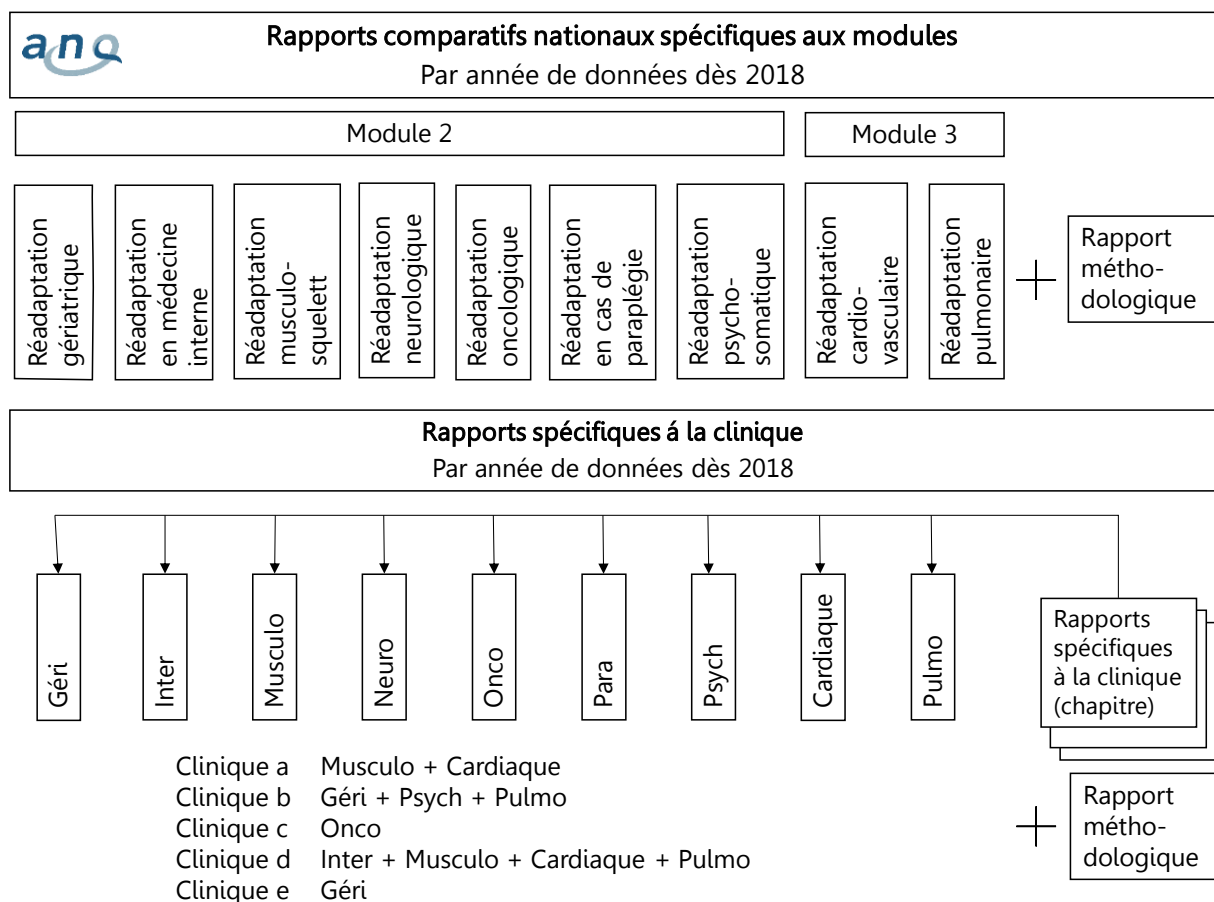 anq
Rapports comparatifs nationaux spécifiques aux modules
Par année de données dès 2018
Module 2
Module 3
Réadaptation
gériatrique
Réadaptation
en médecine
interne
Réadaptation
musculo-
squelett
Réadaptation
neurologique
Réadaptation
oncologique
Réadaptation
en cas de
paraplégie
Réadaptation
psycho-
somatique
Réadaptation
cardio-
vasculaire
Réadaptation
pulmonaire
+
Rapport
métho-
dologique
Rapports spécifiques á la clinique
Par année de données dès 2018
Géri
Inter
Musculo
Neuro
Onco
Para
Psych
Cardiaque
Pulmo
Rapports
spécifiques
à la clinique
(chapitre)
Clinique a Musculo + Cardiaque
Clinique b Géri + Psych + Pulmo
Clinique c Onco
Clinique d Inter + Musculo + Cardiaque + Pulmo
Clinique e Géri
+
Rapport
métho-
dologique